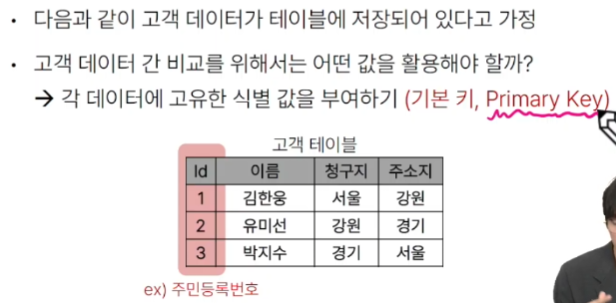 • 다음과 같이 고객 데이터가 테이블에 저장되어 있다고 가정
• 고객 데이터 간 비교를 위해서는 어떤 값을 활용해야 할까?
→ 각 데이터에 고유한 식별 값을 부여하기 (기본 키, Primary Key)
고객 테이블
Id 이름 청구지 주소지
1 김한웅 서울 강원
2 유미선 강원 경기
3 박지수 경기 서울
ex) 주민등록번호